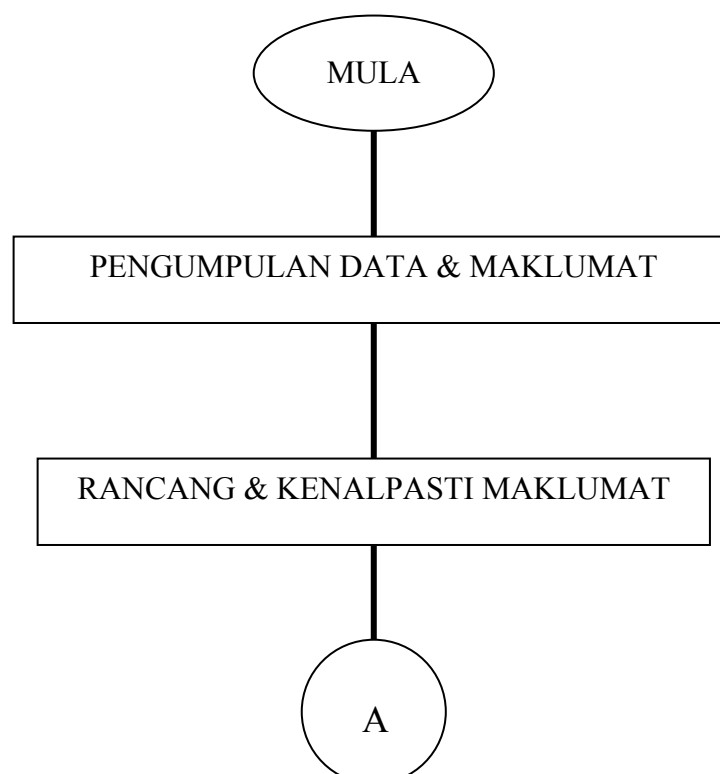 MULA
PENGUMPULAN DATA & MAKLUMAT
RANCANG & KENALPASTI MAKLUMAT
A